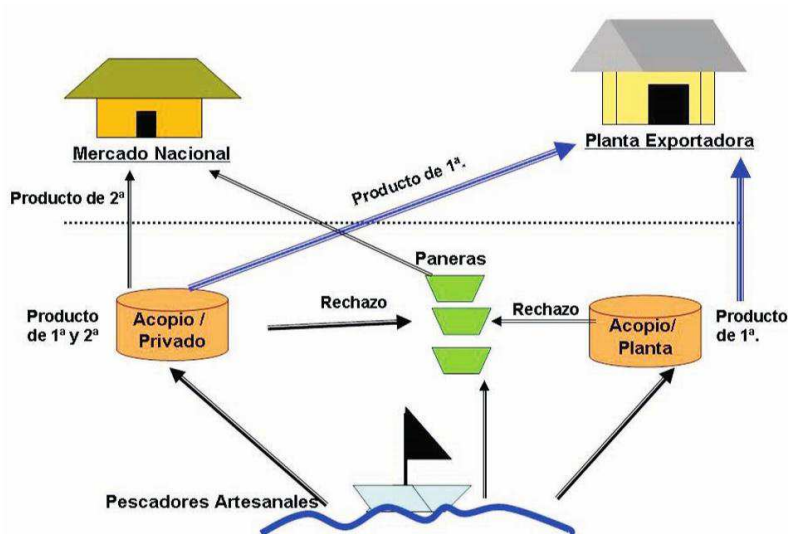 Mercado Nacional
Planta Exportadora
Producto de 2ª
Producto de 1ª.
Paneras
Producto
de 1ª y 2ª
Acopio /
Privado
Rechazo
Rechazo
Acopio/
Planta
Producto
de 1ª.
Pescadores Artesanales